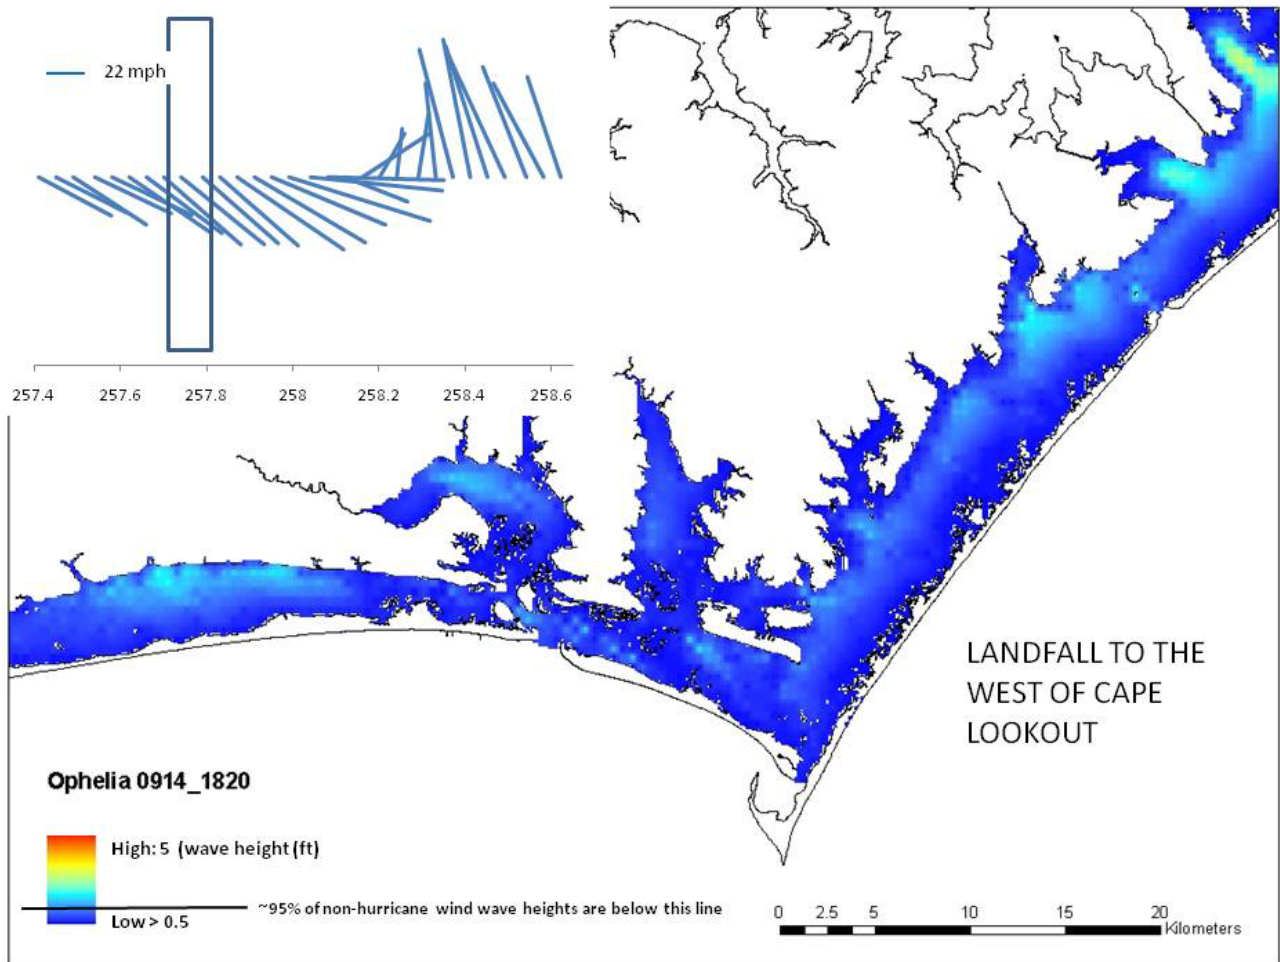 22 mph
257.4 257.6 257.8 258 258.2 258.4 258.6
LANDFALL TO THE
WEST OF CAPE
LOOKOUT
Ophelia 0914_1820
High: 5 (wave height (ft)
~95% of non-hurricane wind wave heights are below this line
Low > 0.5
0 2.5 5 10 15 20
Kilometers